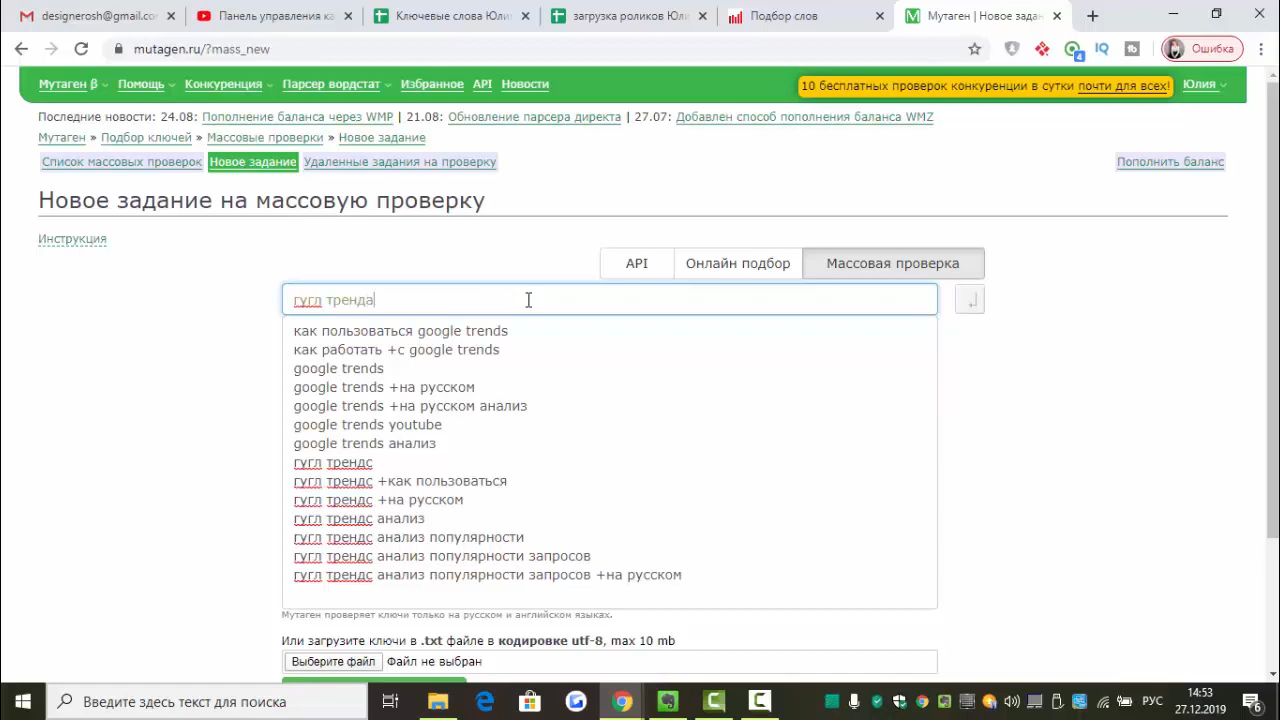 designerosh@gmail.co
Панель управления ка
Ключевые слова Юли
загрузка роликов Юлі
Подбор слов
Мутаген | Новое зада
mutagen.ru/?mass_new
4
IQ
Ошибка
Мутаген β
Помощь
Конкуренция
Парсер вордстат
Избранное
API
Новости
10 бесплатных проверок конкуренции в сутки почти для всех!
Юлия
Последние новости: 24.08: Пополнение баланса через WMP | 21.08: Обновление парсера директа | 27.07: Добавлен способ пополнения баланса WMZ
Мутаген » Подбор ключей » Массовые проверки » Новое задание
Список массовых проверок Новое задание Удаленные задания на проверку
Пополнить баланс
Новое задание на массовую проверку
Инструкция
API Онлайн подбор Массовая проверка
гугл тренда
как пользоваться google trends
как работать +с google trends
google trends
google trends +на русском
google trends +на русском анализ
google trends youtube
google trends анализ
гугл трендс
гугл трендс +как пользоваться
гугл трендс +на русском
гугл трендс анализ
гугл трендс анализ популярности
гугл трендс анализ популярности запросов
гугл трендс анализ популярности запросов +на русском
Мутаген проверяет ключи только на русском и английском языках.
Или загрузите ключи в .txt файле в кодировке utf-8, max 10 mb
Выберите файл Файл не выбран
Введите здесь текст для поиска
РУС
14:53
27.12.2019
6